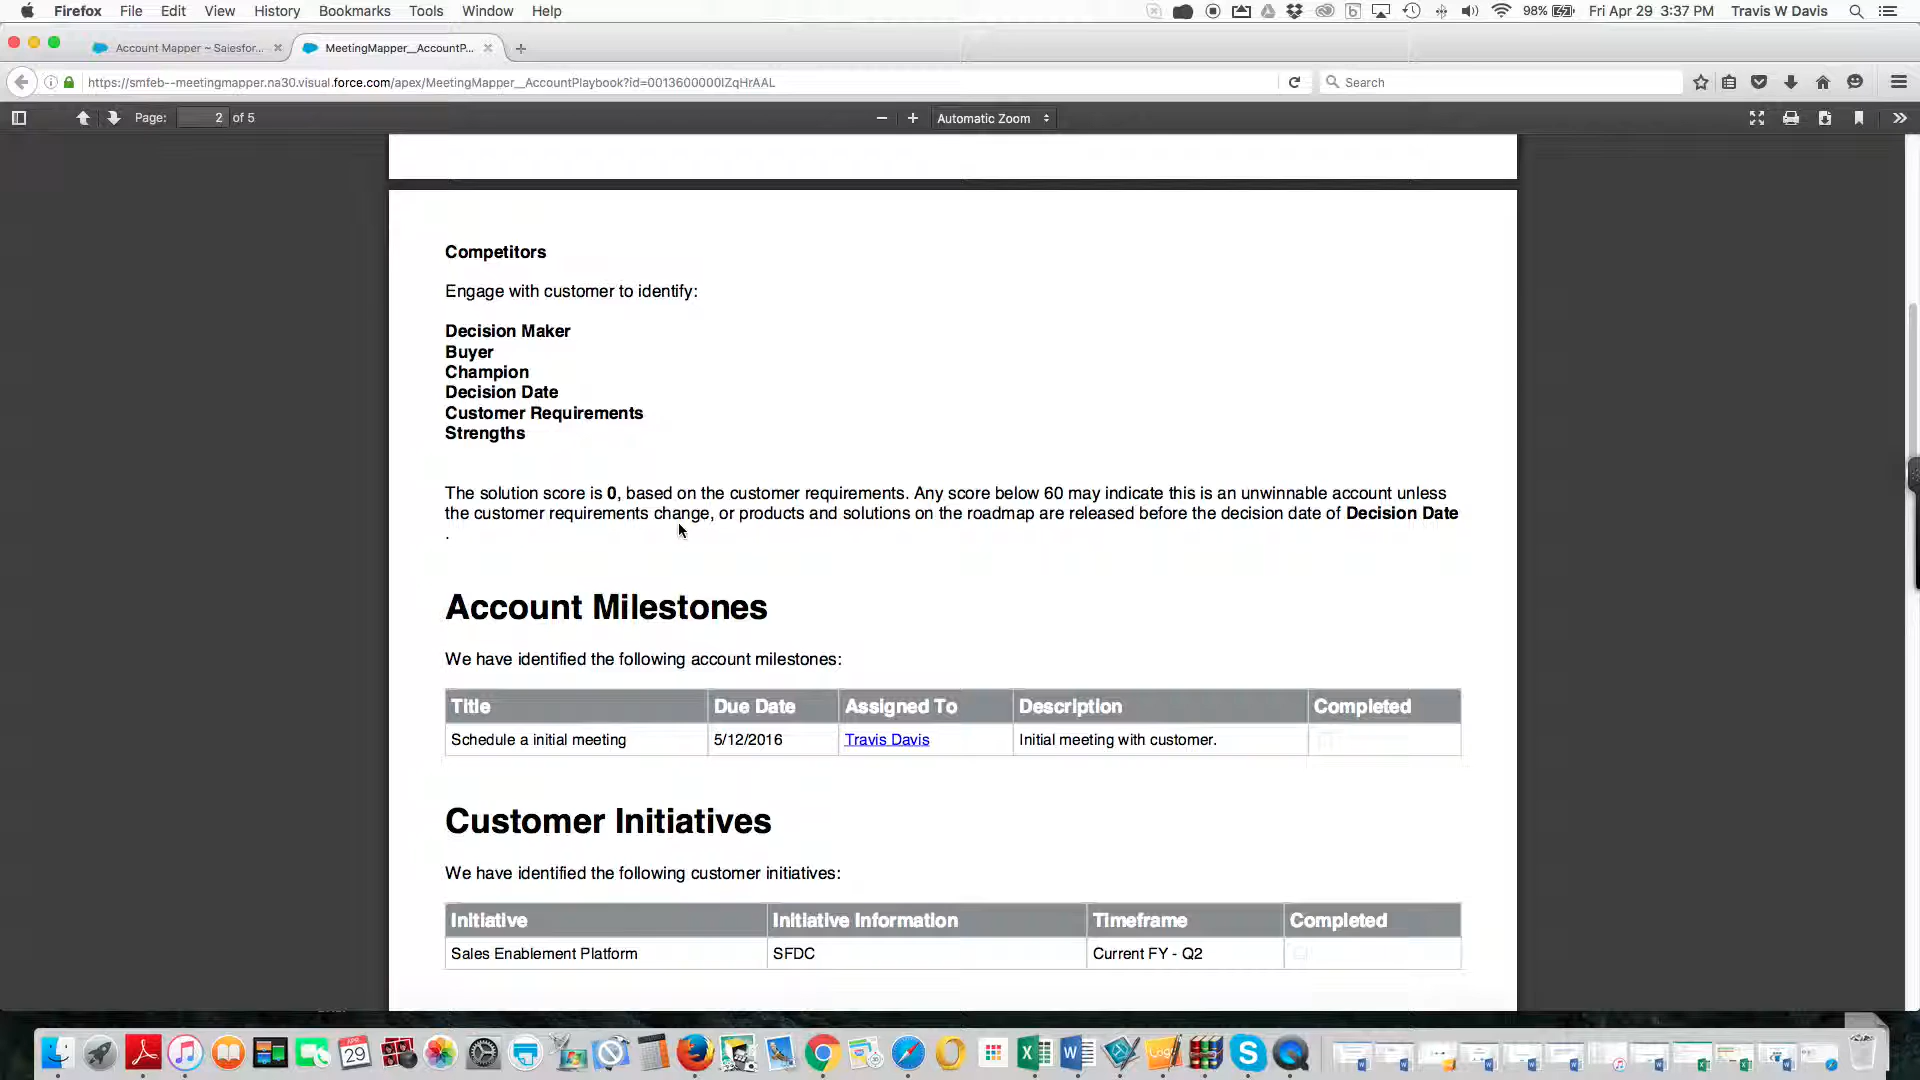 Firefox File Edit View History Bookmarks Tools Window Help 98% Fri Apr 29 3:37 PM Travis W Davis
Account Mapper ~ Salesfor... MeetingMapper__AccountP...
https://smfeb--meetingmapper.na30.visual.force.com/apex/MeetingMapper__AccountPlaybook?id=0013600000IZqHrAAL Search
Page: 2 of 5 Automatic Zoom
Competitors
Engage with customer to identify:
Decision Maker
Buyer
Champion
Decision Date
Customer Requirements
Strengths
The solution score is 0, based on the customer requirements. Any score below 60 may indicate this is an unwinnable account unless
the customer requirements change, or products and solutions on the roadmap are released before the decision date of Decision Date
.
Account Milestones
We have identified the following account milestones:
Title Due Date Assigned To Description Completed
Schedule a initial meeting 5/12/2016 Travis Davis Initial meeting with customer.
Customer Initiatives
We have identified the following customer initiatives:
Initiative Initiative Information Timeframe Completed
Sales Enablement Platform SFDC Current FY - Q2
29